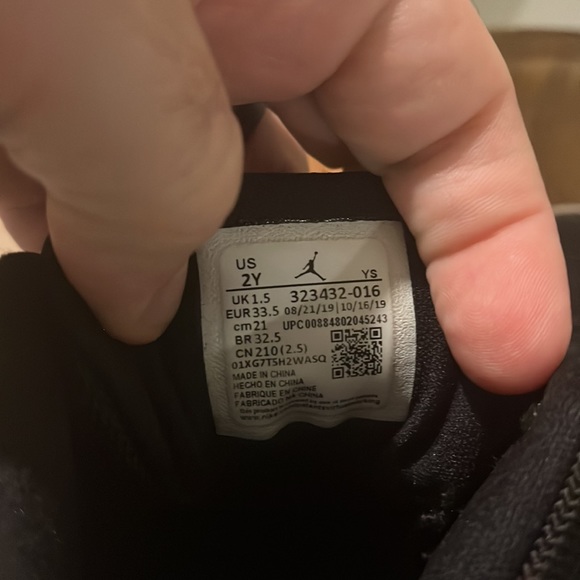 US
2Y YS
UK 1.5 323432-016
EUR 33.5 08/21/19 | 10/16/19
cm 21 UPC00884802045243
BR 32.5
CN 210 (2.5)
01XG7TSH2WASQ
MADE IN CHINA
HECHO EN CHINA
FABRIQUE EN CHINE
FABRICADO NA CHINA